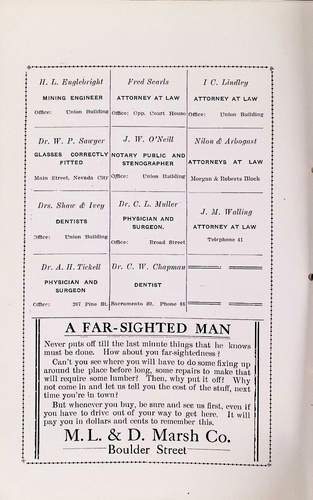 H. L. Englebright
MINING ENGINEER
Office: Union Building
Fred Searls
ATTORNEY AT LAW
Office: Opp. Court House
I C. Lindley
ATTORNEY AT LAW
Office: Union Building
Dr. W. P. Sawyer
GLASSES CORRECTLY
FITTED
Main Street, Nevada City
J. W. O'Neill
NOTARY PUBLIC AND
STENOGRAPHER
Office: Union Building
Nilon & Arbogast
ATTORNEYS AT LAW
Morgan & Roberts Block
Drs. Shaw & Ivey
DENTISTS
Office: Union Building
Dr. C. L. Muller
PHYSICIAN AND
SURGEON.
Office: Broad Street
J. M. Walling
ATTORNEY AT LAW
Telephone 41
Dr. A. H. Tickell
PHYSICIAN AND
SURGEON
Office: 207 Pine St.
Dr. C. W. Chapman
DENTIST
Sacramento St. Phone 88
A FAR-SIGHTED MAN
Never puts off till the last minute things that he knows
must be done. How about you far-sightedness?
Can't you see where you will have to do some fixing up
around the place before long, some repairs to make that
will require some lumber? Then, why put it off? Why
not come in and let us tell you the cost of the stuff, next
time you're in town?
But whenever you buy, be sure and see us first, even if
you have to drive out of your way to get here. It will
pay you in dollars and cents to remember this.
M. L. & D. Marsh Co.
Boulder Street